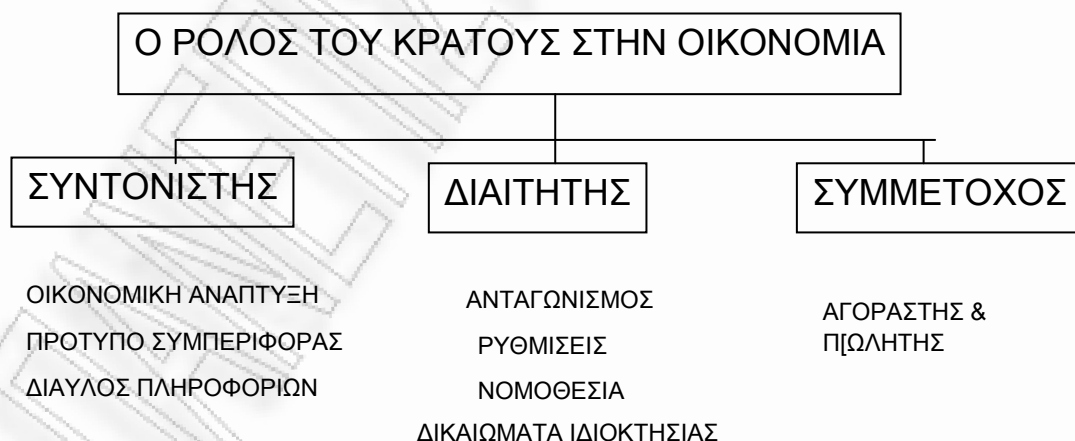 Ο ΡΟΛΟΣ ΤΟΥ ΚΡΑΤΟΥΣ ΣΤΗΝ ΟΙΚΟΝΟΜΙΑ
ΣΥΝΤΟΝΙΣΤΗΣ
ΟΙΚΟΝΟΜΙΚΗ ΑΝΑΠΤΥΞΗ
ΠΡΟΤΥΠΟ ΣΥΜΠΕΡΙΦΟΡΑΣ
ΔΙΑΥΛΟΣ ΠΛΗΡΟΦΟΡΙΩΝ
ΔΙΑΙΤΗΤΗΣ
ΑΝΤΑΓΩΝΙΣΜΟΣ
ΡΥΘΜΙΣΕΙΣ
ΝΟΜΟΘΕΣΙΑ
ΔΙΚΑΙΩΜΑΤΑ ΙΔΙΟΚΤΗΣΙΑΣ
ΣΥΜΜΕΤΟΧΟΣ
ΑΓΟΡΑΣΤΗΣ &
Π[ΩΛΗΤΗΣ